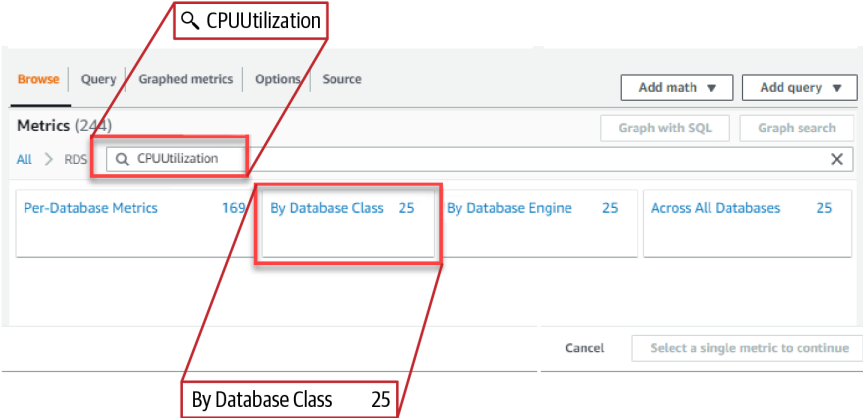 CPUUtilization
Browse Query Graphed metrics Options Source
Add math Add query
Metrics (244)
Graph with SQL Graph search
All RDS CPUUtilization
Per-Database Metrics 169 By Database Class 25 By Database Engine 25 Across All Databases 25
Cancel Select a single metric to continue
By Database Class 25